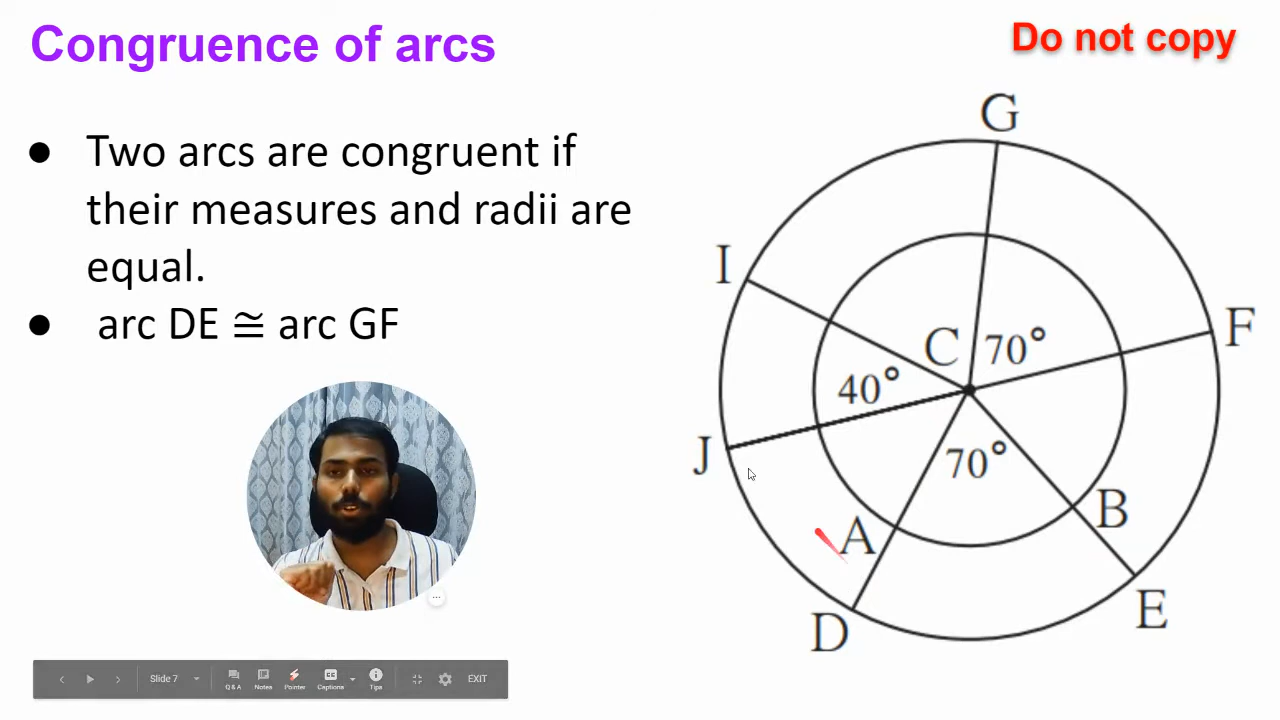 Congruence of arcs
Do not copy
● Two arcs are congruent if
their measures and radii are
equal.
● arc DE ≅ arc GF
G
I
F
C 70°
40°
J
70°
B
A
E
D
Slide 7
Q & A
Notes
Pointer
CC
Captions
Tips
EXIT